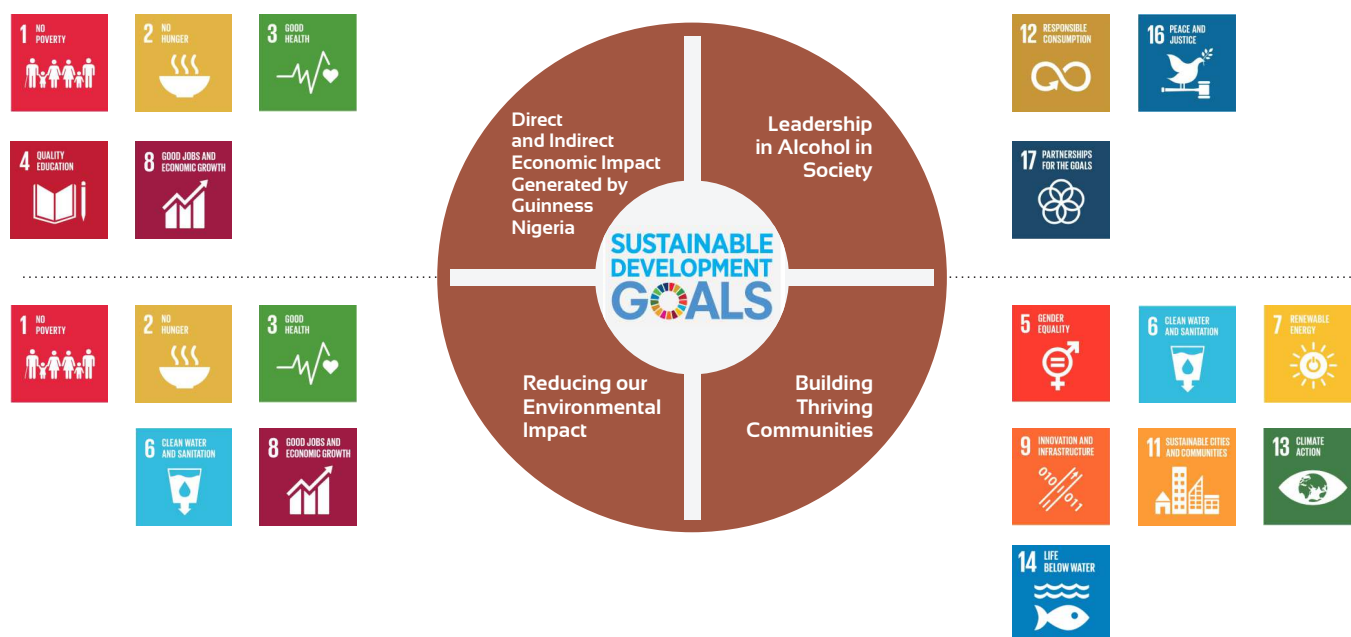 1 NO
POVERTY
2 NO
HUNGER
3 GOOD
HEALTH
4 QUALITY
EDUCATION
8 GOOD JOBS AND
ECONOMIC GROWTH
Direct
and Indirect
Economic Impact
Generated by
Guinness
Nigeria
Leadership
in Alcohol in
Society
12 RESPONSIBLE
CONSUMPTION
16 PEACE AND
JUSTICE
17 PARTNERSHIPS
FOR THE GOALS
SUSTAINABLE
DEVELOPMENT
GOALS
1 NO
POVERTY
2 NO
HUNGER
3 GOOD
HEALTH
6 CLEAN WATER
AND SANITATION
8 GOOD JOBS AND
ECONOMIC GROWTH
Reducing our
Environmental
Impact
Building
Thriving
Communities
5 GENDER
EQUALITY
6 CLEAN WATER
AND SANITATION
7 RENEWABLE
ENERGY
9 INNOVATION AND
INFRASTRUCTURE
010
011
11 SUSTAINABLE CITIES
AND COMMUNITIES
13 CLIMATE
ACTION
14 LIFE
BELOW WATER